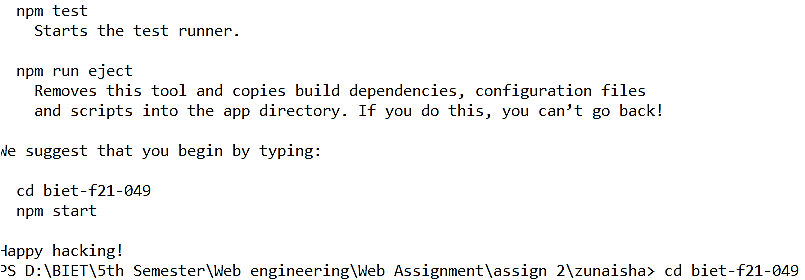 npm test
Starts the test runner.
npm run eject
Removes this tool and copies build dependencies, configuration files
and scripts into the app directory. If you do this, you can’t go back!
We suggest that you begin by typing:
cd biet-f21-049
npm start
Happy hacking!
PS D:\BIET\5th Semester\Web engineering\Web Assignment\assign 2\zunaisha> cd biet-f21-049